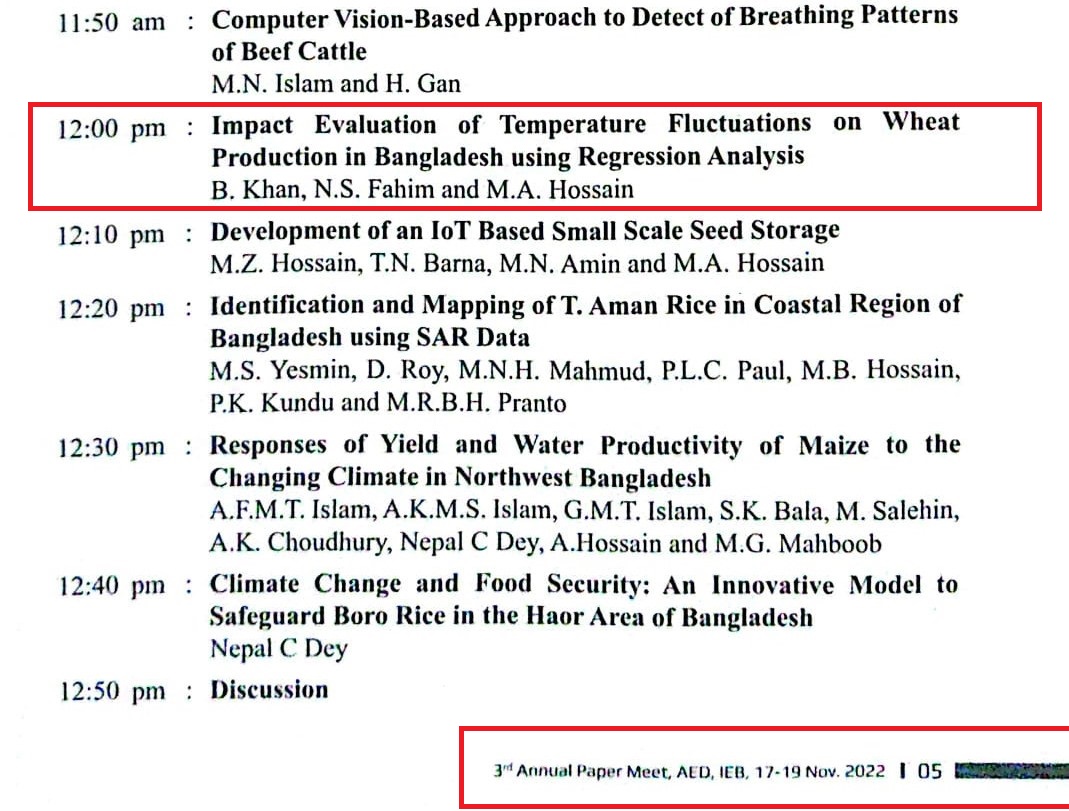 11:50 am : Computer Vision-Based Approach to Detect of Breathing Patterns
of Beef Cattle
M.N. Islam and H. Gan
12:00 pm : Impact Evaluation of Temperature Fluctuations on Wheat
Production in Bangladesh using Regression Analysis
B. Khan, N.S. Fahim and M.A. Hossain
12:10 pm : Development of an IoT Based Small Scale Seed Storage
M.Z. Hossain, T.N. Barna, M.N. Amin and M.A. Hossain
12:20 pm : Identification and Mapping of T. Aman Rice in Coastal Region of
Bangladesh using SAR Data
M.S. Yesmin, D. Roy, M.N.H. Mahmud, P.L.C. Paul, M.B. Hossain,
P.K. Kundu and M.R.B.H. Pranto
12:30 pm : Responses of Yield and Water Productivity of Maize to the
Changing Climate in Northwest Bangladesh
A.F.M.T. Islam, A.K.M.S. Islam, G.M.T. Islam, S.K. Bala, M. Salehin,
A.K. Choudhury, Nepal C Dey, A.Hossain and M.G. Mahboob
12:40 pm : Climate Change and Food Security: An Innovative Model to
Safeguard Boro Rice in the Haor Area of Bangladesh
Nepal C Dey
12:50 pm : Discussion
3rd Annual Paper Meet, AED, IEB, 17-19 Nov. 2022 | 05